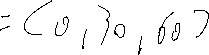 = (0, 30, 60)